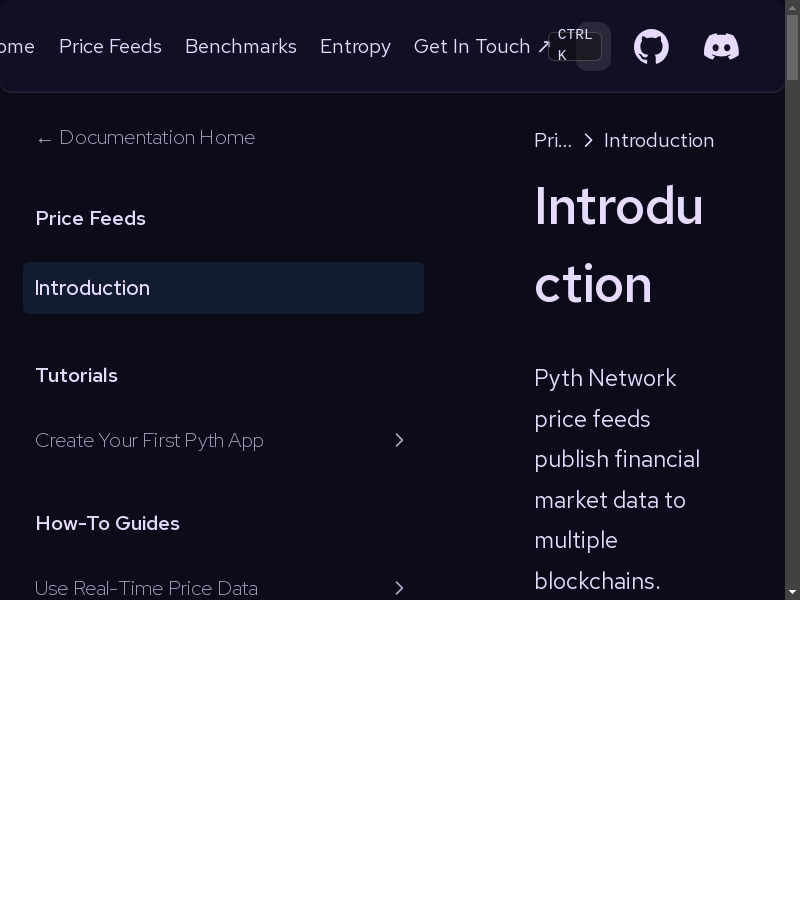 ome Price Feeds Benchmarks Entropy Get In Touch ↗ CTRL K
← Documentation Home
Price Feeds
Introduction
Tutorials
Create Your First Pyth App
How-To Guides
Use Real-Time Price Data
Pri... > Introduction
Introdu
ction
Pyth Network
price feeds
publish financial
market data to
multiple
blockchains.